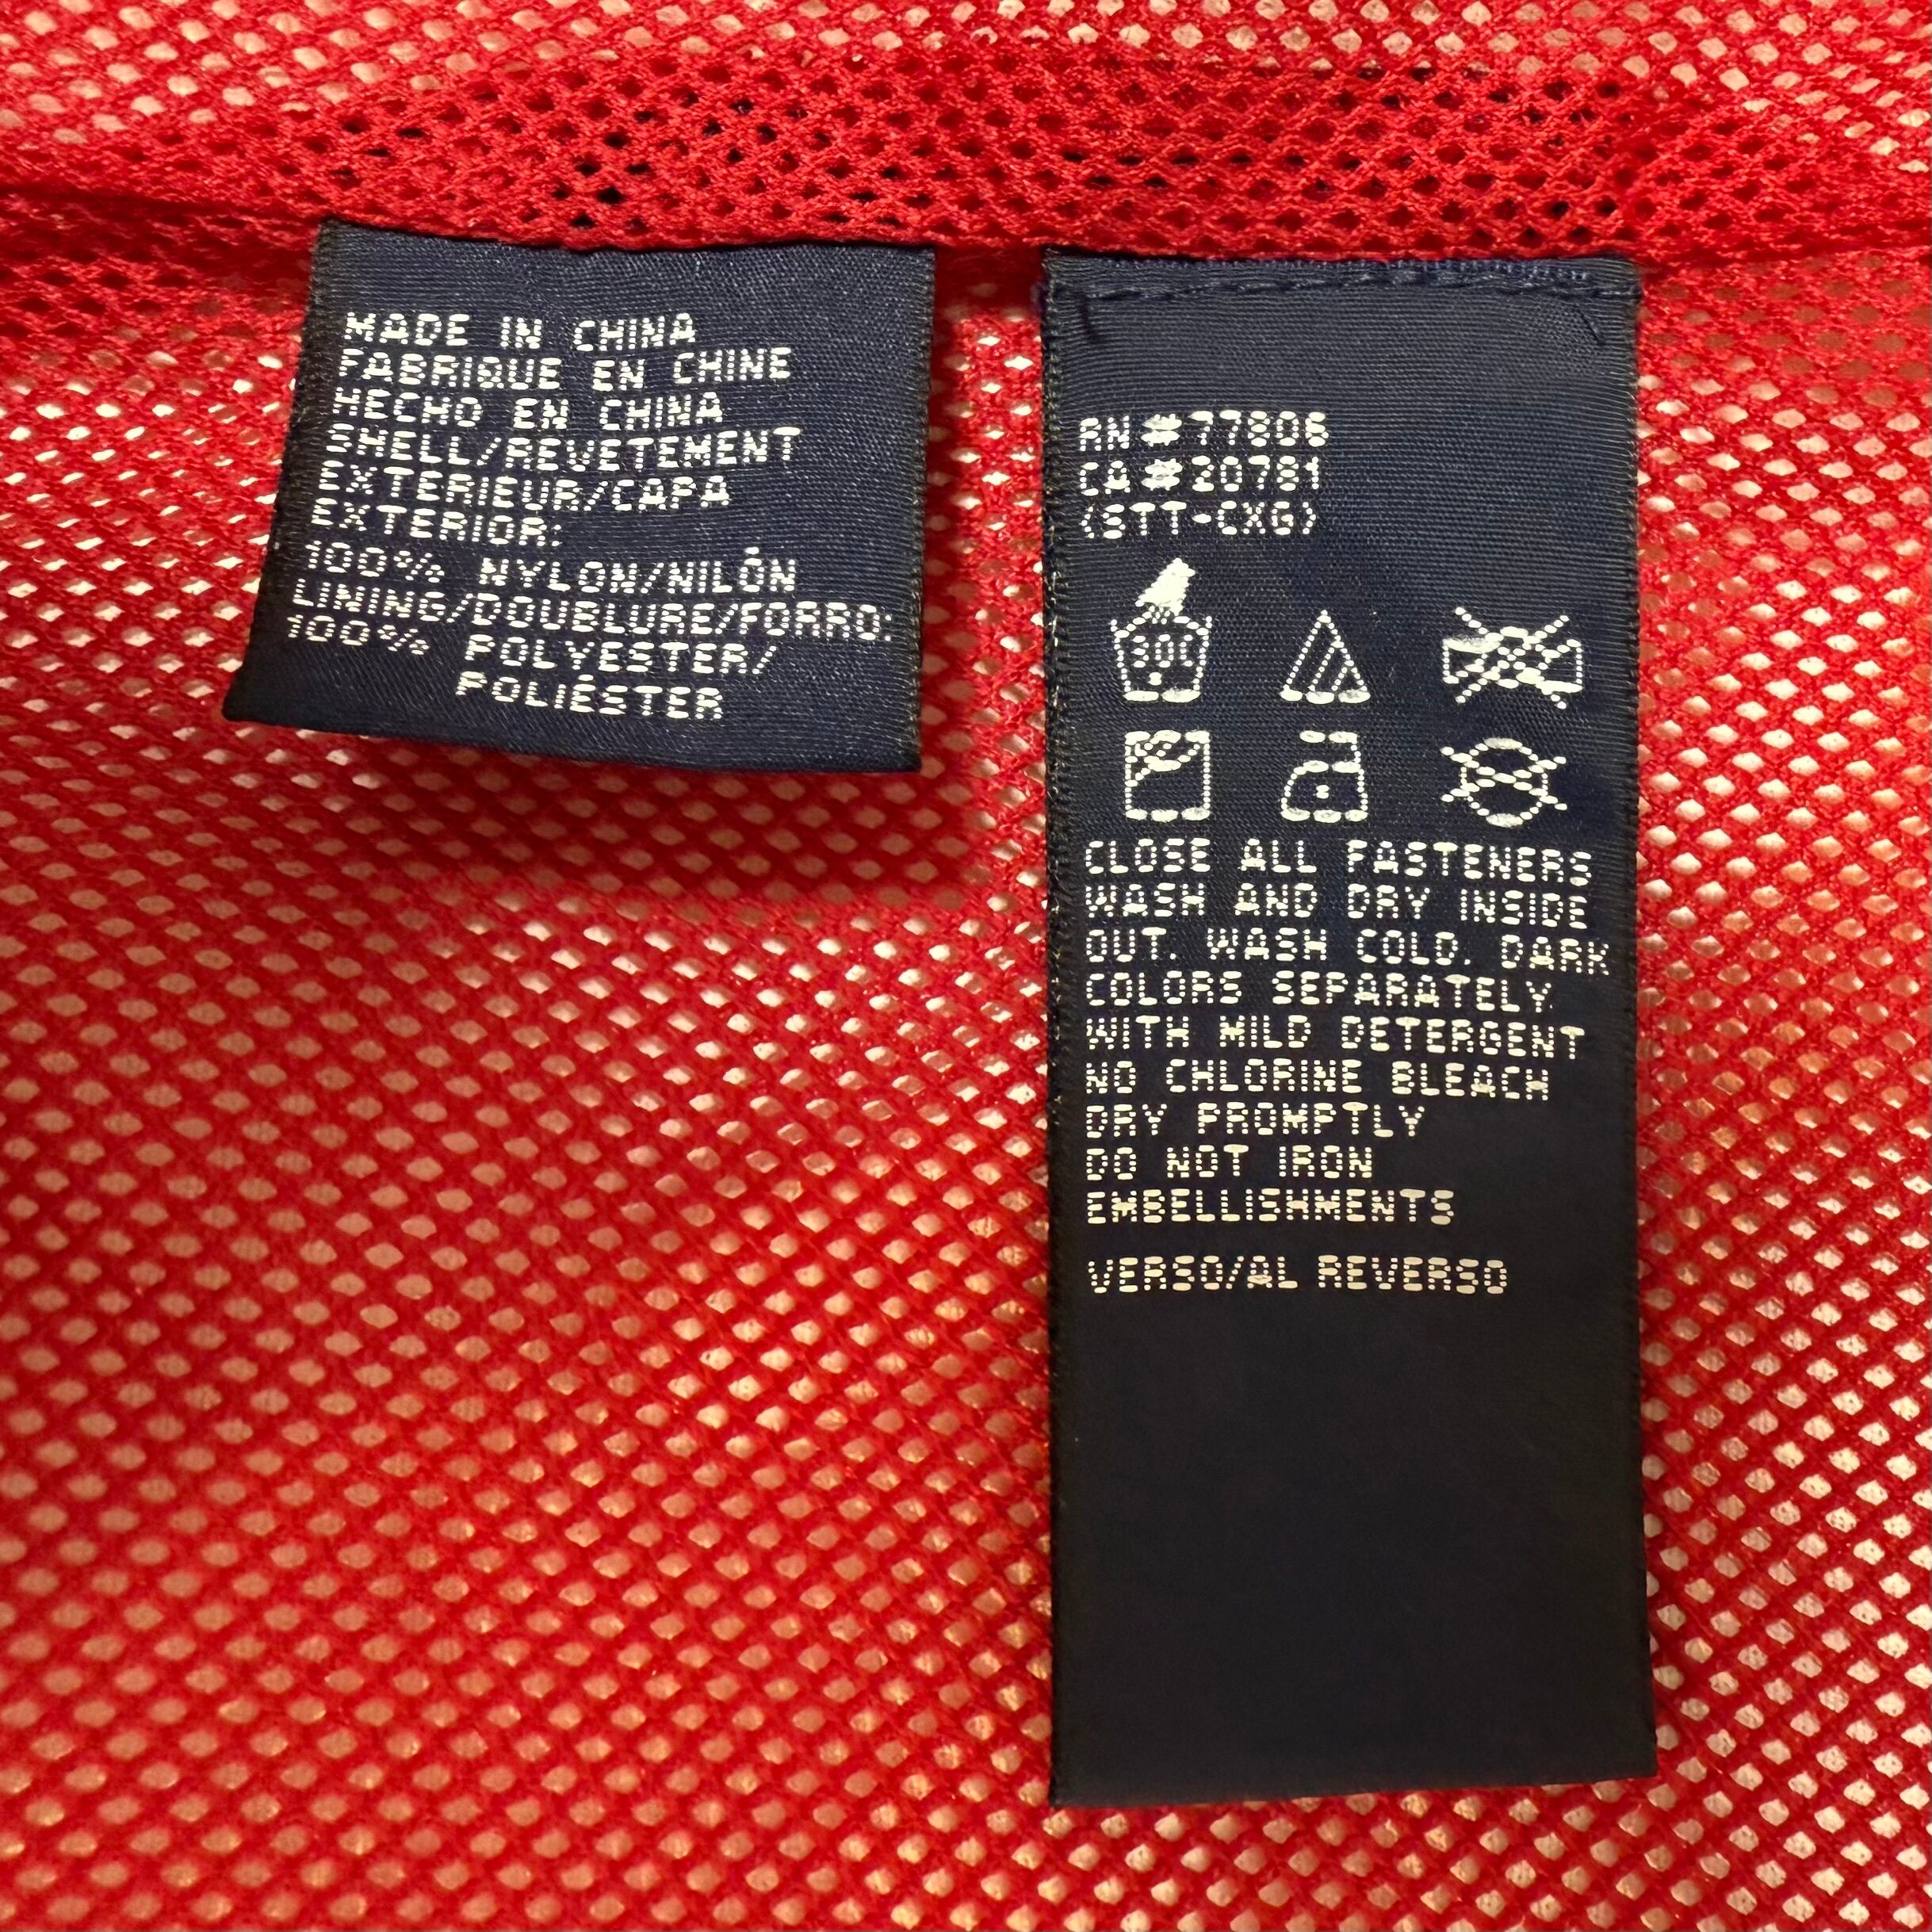 MADE IN CHINA
FABRIQUE EN CHINE
HECHO EN CHINA
SHELL/REVETEMENT
EXTERIEUR/CAPA
EXTERIOR:
100% NYLON/NILÓN
LINING/DOUBLURE/FORRO:
100% POLYESTER/
POLIÉSTER
RN#77806
CA#20781
(STT-CXG)
30C
CLOSE ALL FASTENERS
WASH AND DRY INSIDE
OUT. WASH COLD. DARK
COLORS SEPARATELY
WITH MILD DETERGENT
NO CHLORINE BLEACH
DRY PROMPTLY
DO NOT IRON
EMBELLISHMENTS
VERSO/AL REVERSO